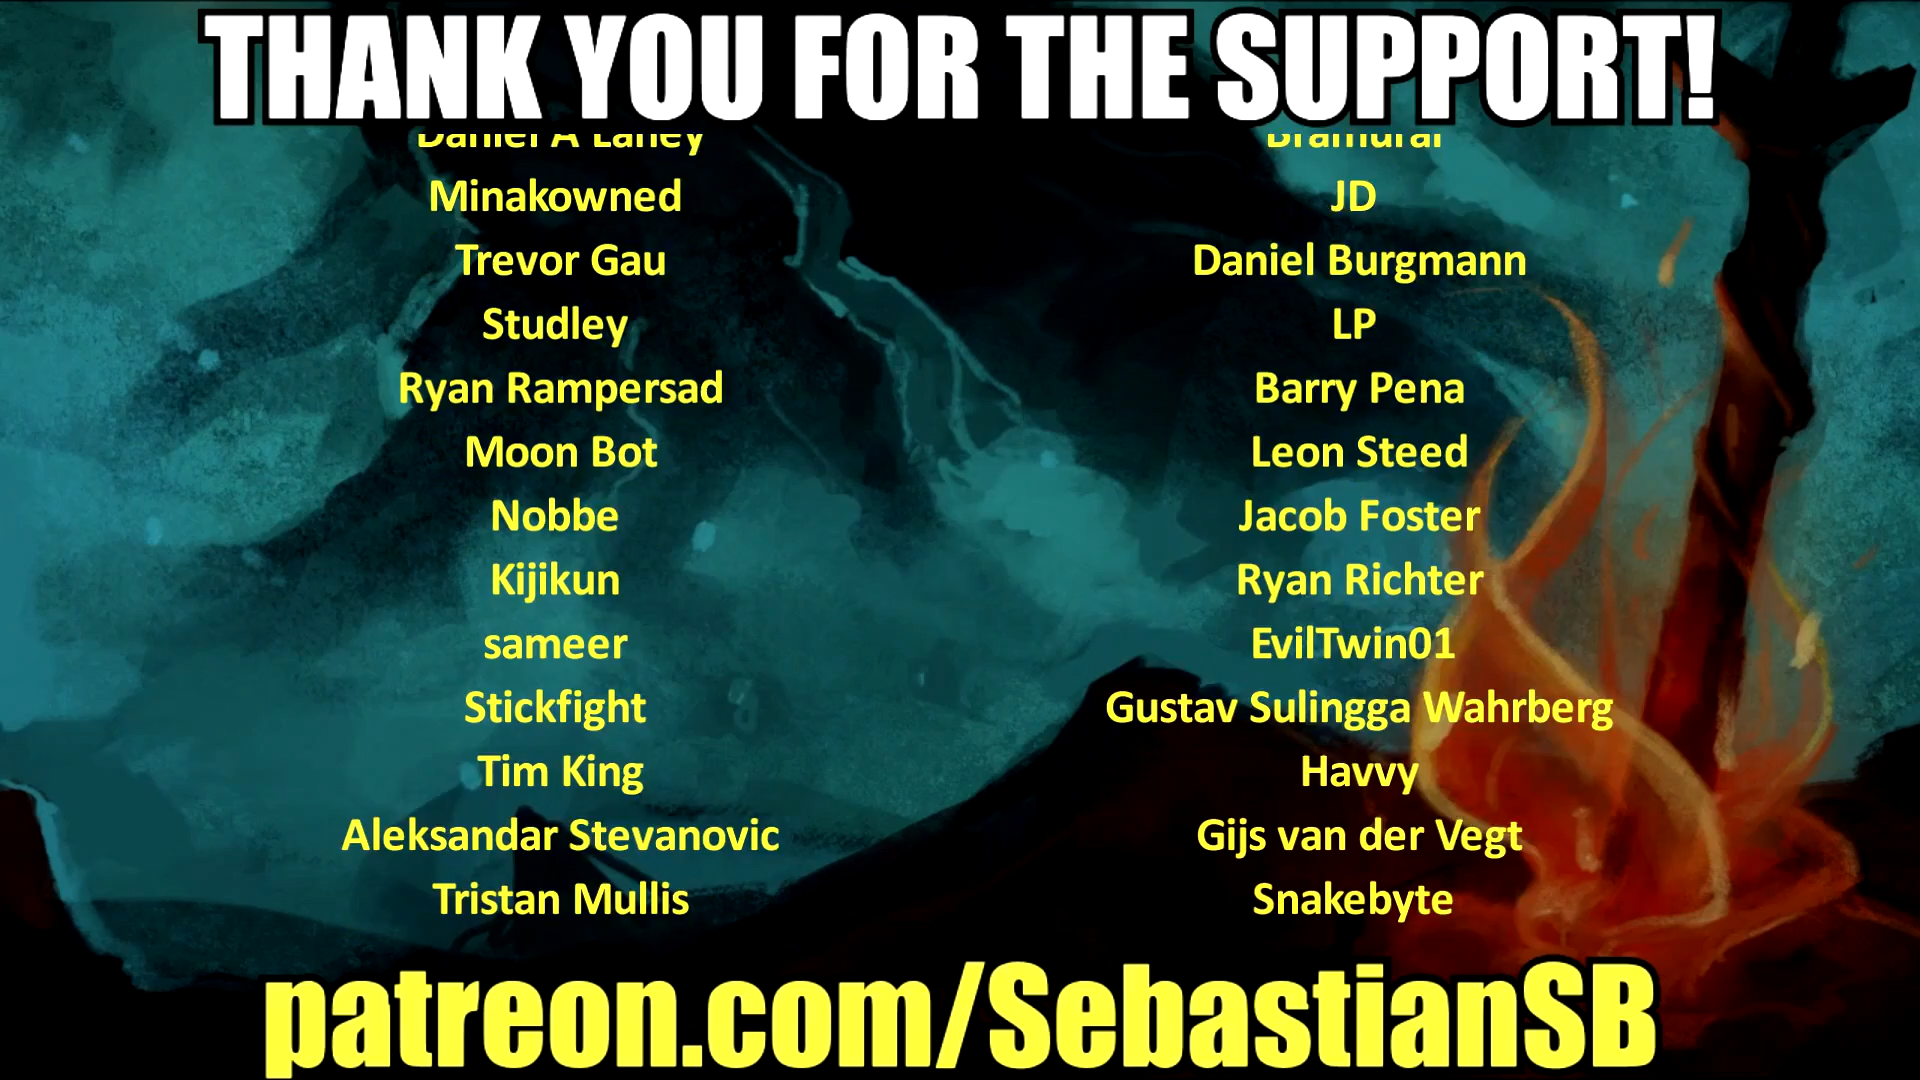 THANK YOU FOR THE SUPPORT!
Minakowned
Trevor Gau
Studley
Ryan Rampersad
Moon Bot
Nobbe
Kijikun
sameer
Stickfight
Tim King
Aleksandar Stevanovic
Tristan Mullis
JD
Daniel Burgmann
LP
Barry Pena
Leon Steed
Jacob Foster
Ryan Richter
EvilTwin01
Gustav Sulingga Wahrberg
Havvy
Gijs van der Vegt
Snakebyte
patreon.com/SebastianSB